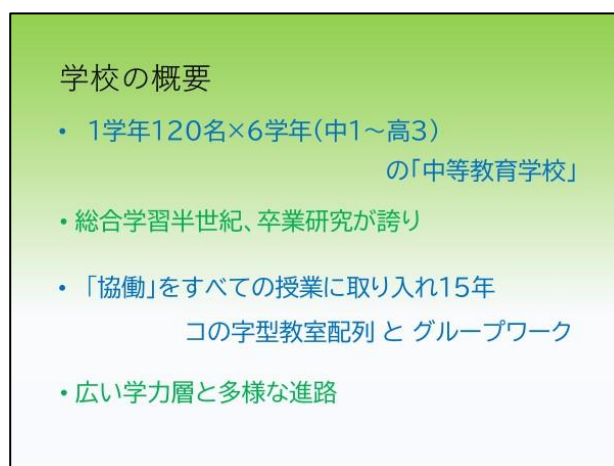 学校の概要
• 1学年120名×6学年(中1～高3)
の「中等教育学校」
• 総合学習半世紀、卒業研究が誇り
• 「協働」をすべての授業に取り入れ15年
コの字型教室配列 と グループワーク
• 広い学力層と多様な進路